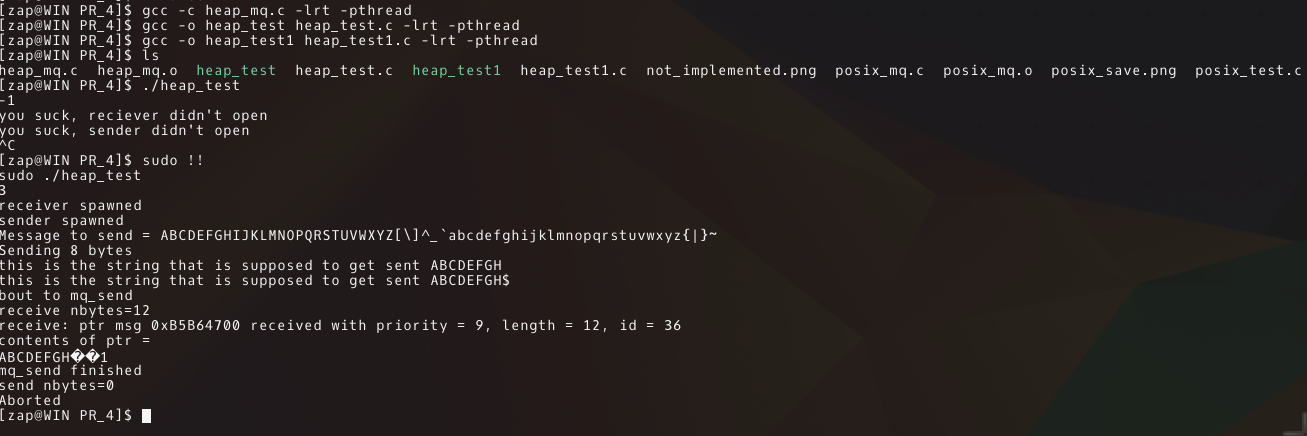 [zap@WIN PR_4]$ gcc -c heap_mq.c -lrt -pthread
[zap@WIN PR_4]$ gcc -o heap_test heap_test.c -lrt -pthread
[zap@WIN PR_4]$ gcc -o heap_test1 heap_test1.c -lrt -pthread
[zap@WIN PR_4]$ ls
heap_mq.c  heap_mq.o  heap_test  heap_test.c  heap_test1  heap_test1.c  not_implemented.png  posix_mq.c  posix_mq.o  posix_save.png  posix_test.c
[zap@WIN PR_4]$ ./heap_test
-1
you suck, reciever didn't open
you suck, sender didn't open
^C
[zap@WIN PR_4]$ sudo !!
sudo ./heap_test
3
receiver spawned
sender spawned
Message to send = ABCDEFGHIJKLMNOPQRSTUVWXYZ[\]^_`abcdefghijklmnopqrstuvwxyz{|}~
Sending 8 bytes
this is the string that is supposed to get sent ABCDEFGH
this is the string that is supposed to get sent ABCDEFGH$
bout to mq_send
receive nbytes=12
receive: ptr msg 0xB5B64700 received with priority = 9, length = 12, id = 36
contents of ptr =
ABCDEFGH��1
mq_send finished
send nbytes=0
Aborted
[zap@WIN PR_4]$